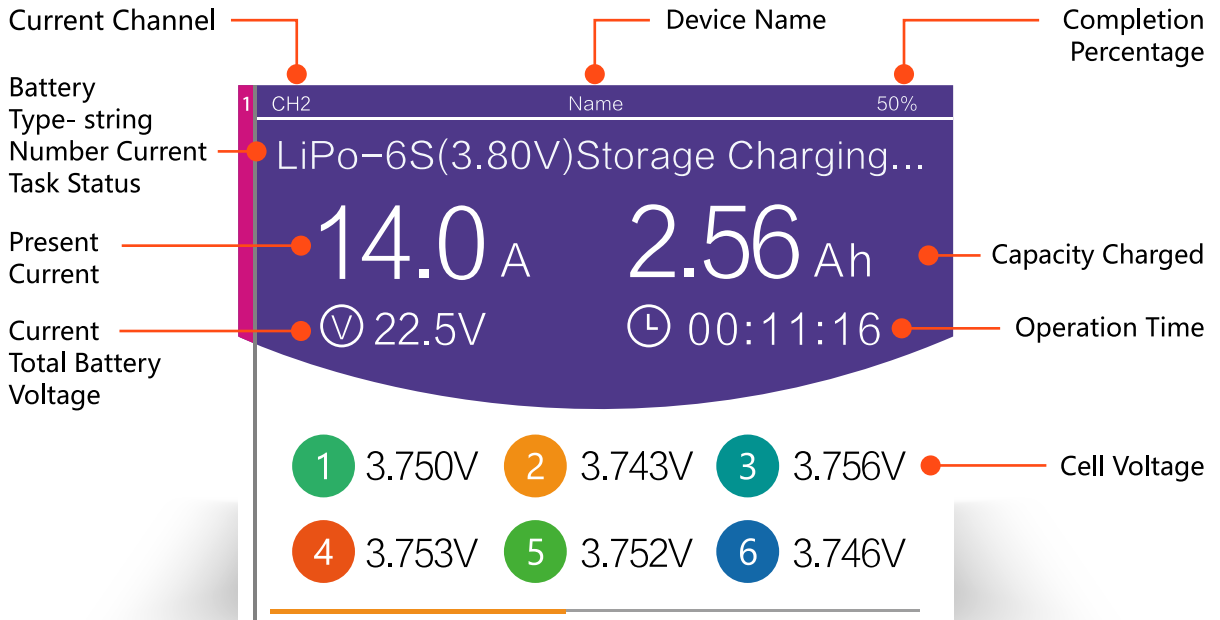 Current Channel
Device Name
Completion
Percentage
Battery
Type- string
Number Current
Task Status
1
CH2
Name
50%
LiPo-6S(3.80V)Storage Charging...
Present
Current
14.0 A
2.56 Ah
Capacity Charged
Current
Total Battery
Voltage
V 22.5V
00:11:16
Operation Time
1 3.750V
2 3.743V
3 3.756V
Cell Voltage
4 3.753V
5 3.752V
6 3.746V